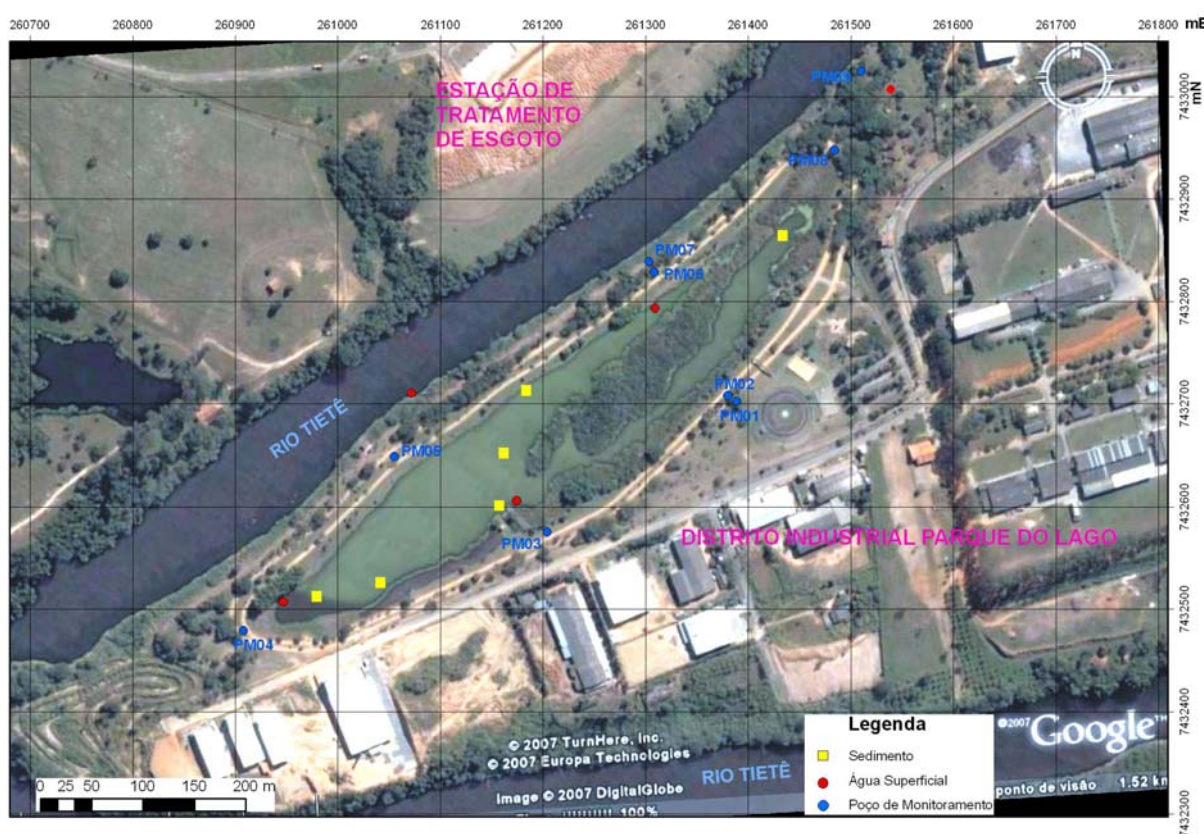 260700 260800 260900 261000 261100 261200 261300 261400 261500 261600 261700 261800 mE
7433000 mN
7432900
7432800
7432700
7432600
7432500
7432400
7432300
ESTAÇÃO DE
TRATAMENTO
DE ESGOTO
N
PM07
PM06
PM02
PM01
RIO TIETÊ
PM03
DISTRITO INDUSTRIAL PARQUE DO LAGO
PM04
Legenda
Sedimento
Água Superficial
Poço de Monitoramento
©2007 Google™
© 2007 TurnHere, Inc.
© 2007 Europa Technologies
Image © 2007 DigitalGlobe
100%
RIO TIETÊ
ponto de visão 1.52 km
0 25 50 100 150 200 m